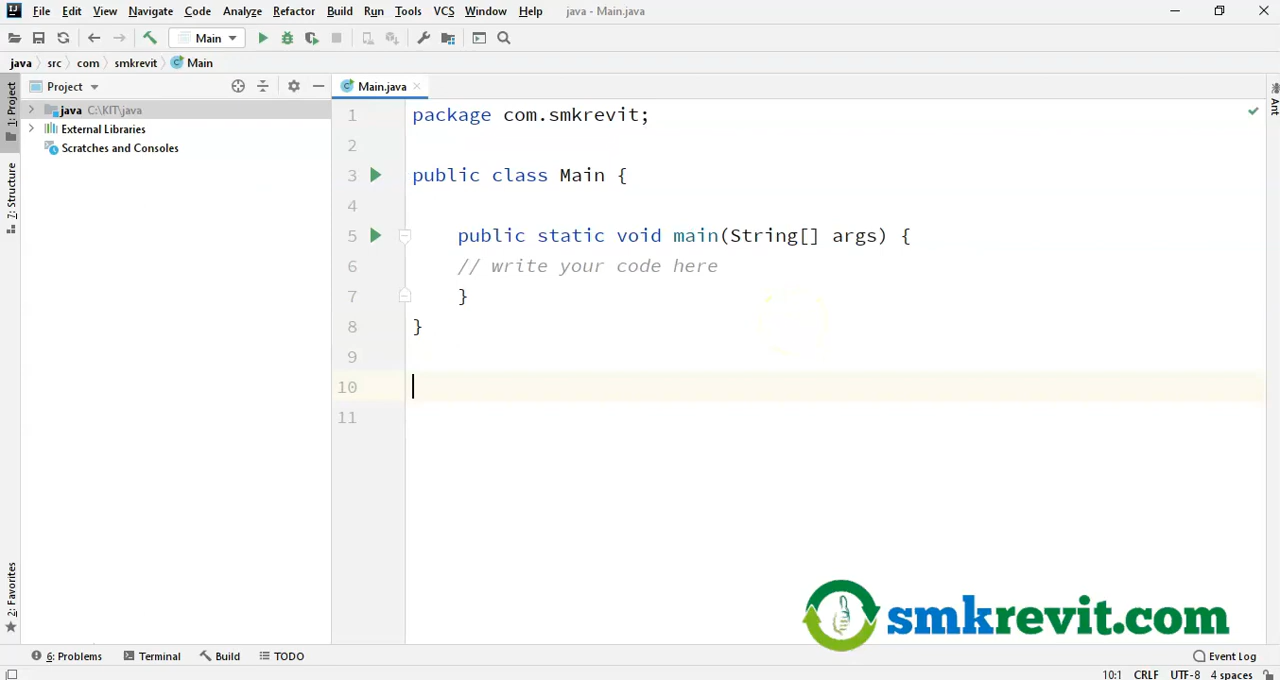 File Edit View Navigate Code Analyze Refactor Build Run Tools VCS Window Help java - Main.java
Main
java src com smkrevit Main
1: Project
7: Structure
2: Favorites
Project
java C:\KIT\java
External Libraries
Scratches and Consoles
Main.java
Ant
1 package com.smkrevit;
2
3 public class Main {
4
5 public static void main(String[] args) {
6 // write your code here
7 }
8 }
9
10
11
smkrevit.com
6: Problems Terminal Build TODO Event Log
10:1 CRLF UTF-8 4 spaces